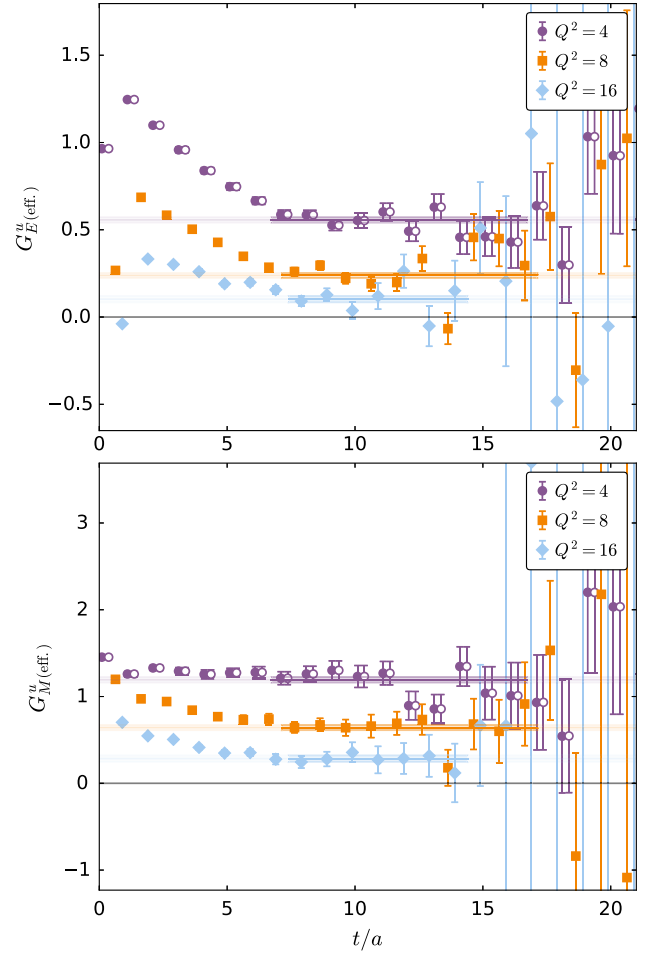 1.5
1.0
0.5
0.0
−0.5
G^u_{E(eff.)}
Q² = 4
Q² = 8
Q² = 16
0 5 10 15 20
3
2
1
0
−1
G^u_{M(eff.)}
Q² = 4
Q² = 8
Q² = 16
0 5 10 15 20
t/a